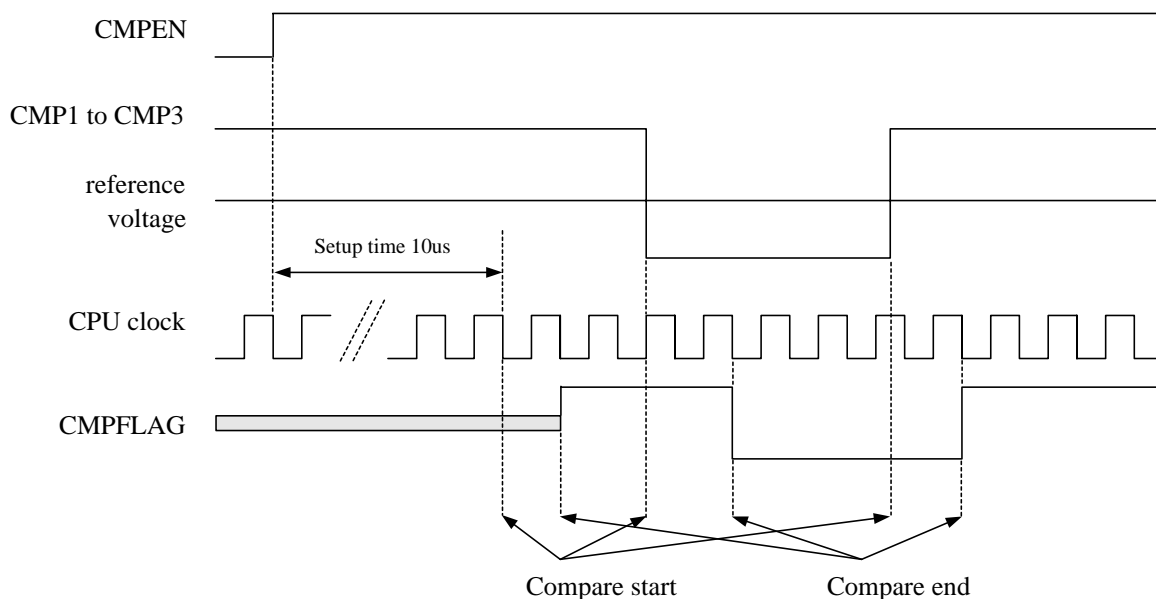 CMPEN
CMP1 to CMP3
reference
voltage
Setup time 10us
CPU clock
CMPFLAG
Compare start
Compare end